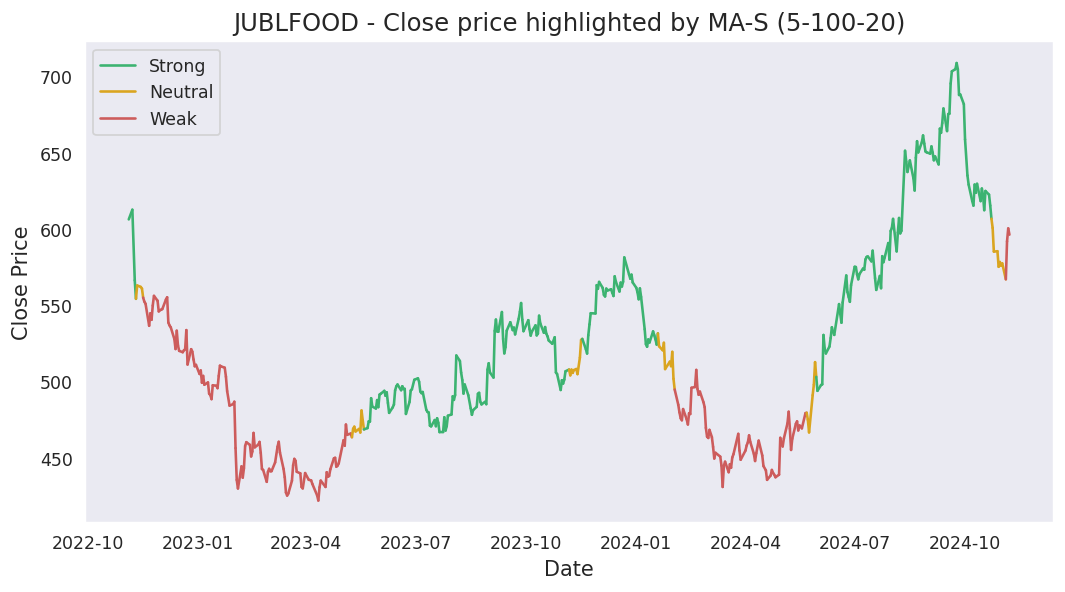 JUBLFOOD - Close price highlighted by MA-S (5-100-20)
Strong
Neutral
Weak
Close Price
700
650
600
550
500
450
2022-10 2023-01 2023-04 2023-07 2023-10 2024-01 2024-04 2024-07 2024-10
Date